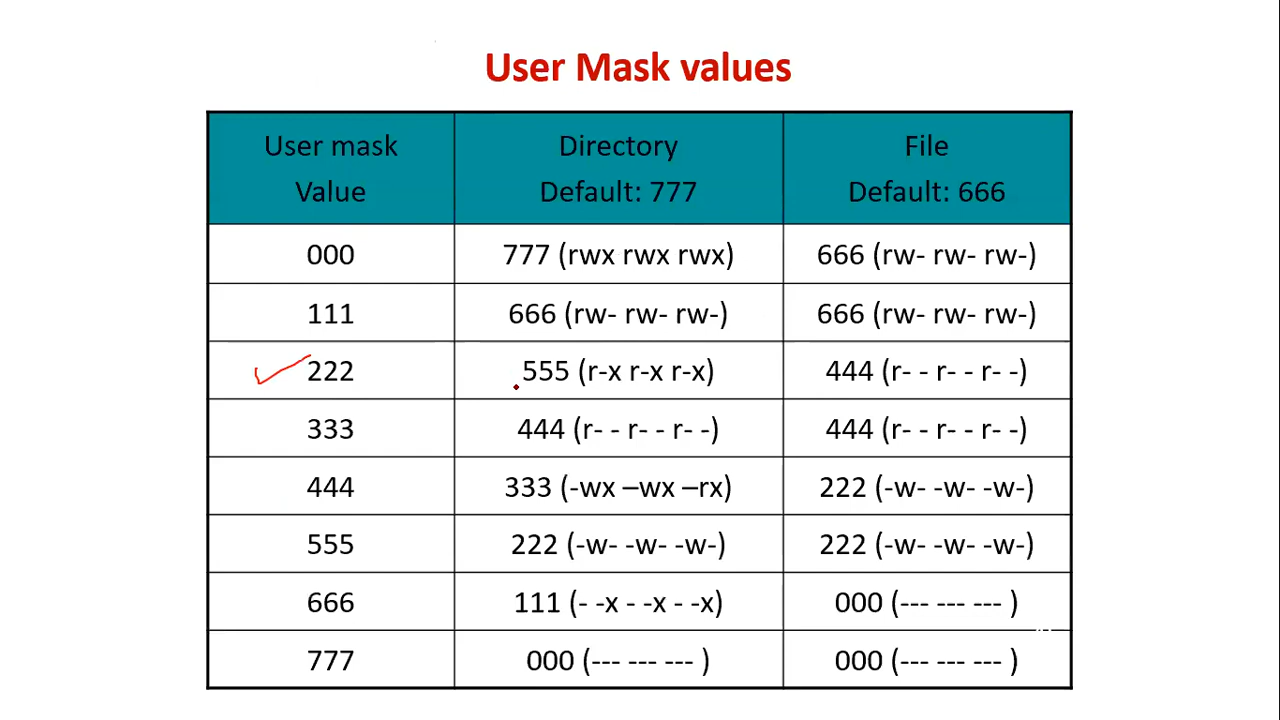 User Mask values
User mask Value
Directory Default: 777
File Default: 666
000 777 (rwx rwx rwx) 666 (rw- rw- rw-)
111 666 (rw- rw- rw-) 666 (rw- rw- rw-)
222 555 (r-x r-x r-x) 444 (r- - r- - r- -)
333 444 (r- - r- - r- -) 444 (r- - r- - r- -)
444 333 (-wx –wx –rx) 222 (-w- -w- -w-)
555 222 (-w- -w- -w-) 222 (-w- -w- -w-)
666 111 (- -x - -x - -x) 000 (--- --- --- )
777 000 (--- --- --- ) 000 (--- --- --- )